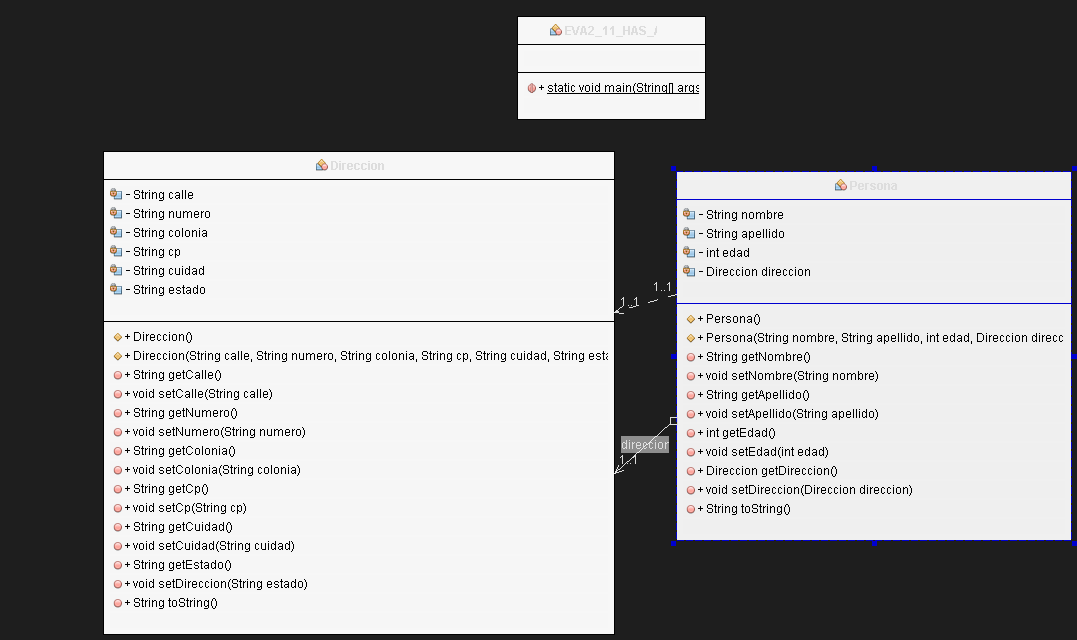 EVA2_11_HAS_A
+ static void main(String[] args
Direccion
- String calle
- String numero
- String colonia
- String cp
- String cuidad
- String estado
+ Direccion()
+ Direccion(String calle, String numero, String colonia, String cp, String cuidad, String esta
+ String getCalle()
+ void setCalle(String calle)
+ String getNumero()
+ void setNumero(String numero)
+ String getColonia()
+ void setColonia(String colonia)
+ String getCp()
+ void setCp(String cp)
+ String getCuidad()
+ void setCuidad(String cuidad)
+ String getEstado()
+ void setDireccion(String estado)
+ String toString()
1..1
1..1
direccion
1..1
Persona
- String nombre
- String apellido
- int edad
- Direccion direccion
+ Persona()
+ Persona(String nombre, String apellido, int edad, Direccion direcc
+ String getNombre()
+ void setNombre(String nombre)
+ String getApellido()
+ void setApellido(String apellido)
+ int getEdad()
+ void setEdad(int edad)
+ Direccion getDireccion()
+ void setDireccion(Direccion direccion)
+ String toString()